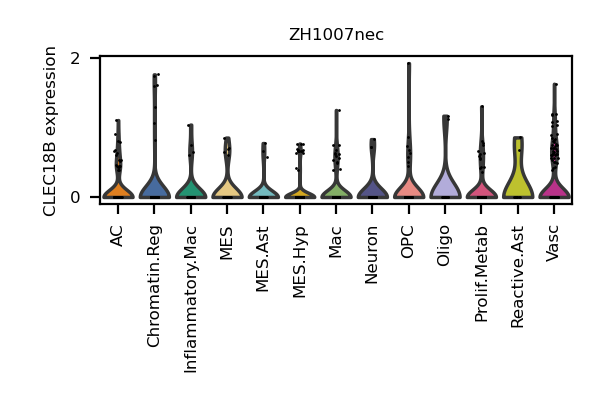 ZH1007nec
CLEC18B expression
2
0
AC
Chromatin.Reg
Inflammatory.Mac
MES
MES.Ast
MES.Hyp
Mac
Neuron
OPC
Oligo
Prolif.Metab
Reactive.Ast
Vasc